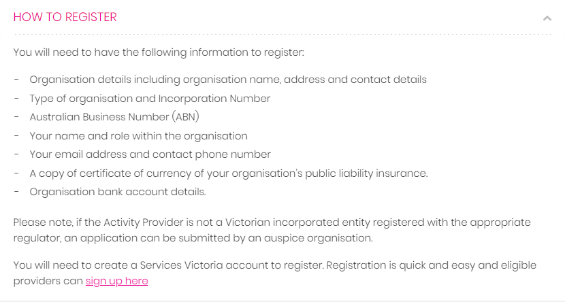 HOW TO REGISTER
You will need to have the following information to register:
- Organisation details including organisation name, address and contact details
- Type of organisation and Incorporation Number
- Australian Business Number (ABN)
- Your name and role within the organisation
- Your email address and contact phone number
- A copy of certificate of currency of your organisation's public liability insurance.
- Organisation bank account details.
Please note, if the Activity Provider is not a Victorian incorporated entity registered with the appropriate
regulator, an application can be submitted by an auspice organisation.
You will need to create a Services Victoria account to register. Registration is quick and easy and eligible
providers can sign up here